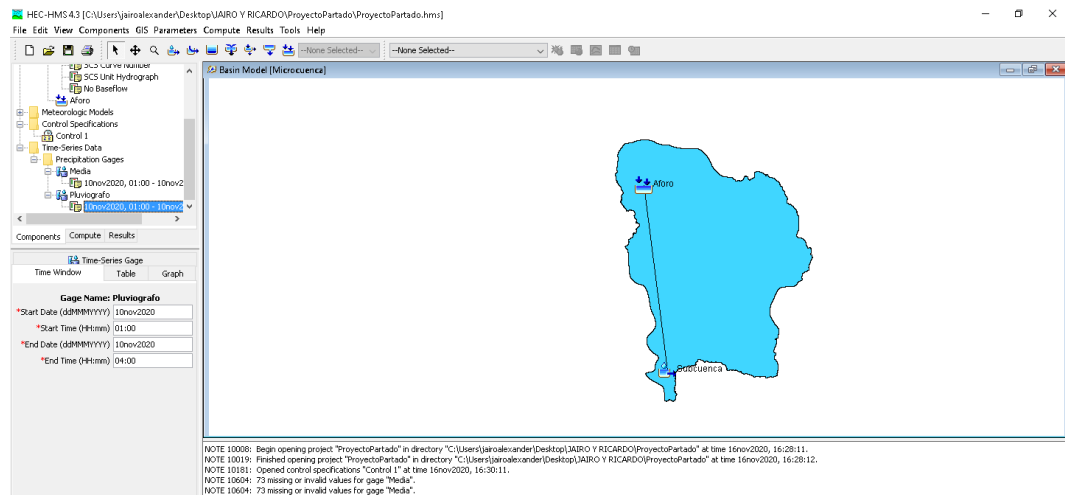 HEC-HMS 4.3 [C:\Users\jairoalexander\Desktop\JAIRO Y RICARDO\ProyectoPartado\ProyectoPartado.hms]
File Edit View Components GIS Parameters Compute Results Tools Help
--None Selected-- --None Selected--
SCS Curve Number
SCS Unit Hydrograph
No Baseflow
Aforo
Meteorologic Models
Control Specifications
Control 1
Time-Series Data
Precipitation Gages
Media
10nov2020, 01:00 - 10nov2
Pluviografo
10nov2020, 01:00 - 10nov2
Components Compute Results
Time-Series Gage
Time Window Table Graph
Gage Name: Pluviografo
*Start Date (ddMMMYYYY) 10nov2020
*Start Time (HH:mm) 01:00
*End Date (ddMMMYYYY) 10nov2020
*End Time (HH:mm) 04:00
Basin Model [Microcuenca]
Aforo
Subcuenca
NOTE 10008: Begin opening project "ProyectoPartado" in directory "C:\Users\jairoalexander\Desktop\JAIRO Y RICARDO\ProyectoPartado" at time 16nov2020, 16:28:11.
NOTE 10019: Finished opening project "ProyectoPartado" in directory "C:\Users\jairoalexander\Desktop\JAIRO Y RICARDO\ProyectoPartado" at time 16nov2020, 16:28:12.
NOTE 10181: Opened control specifications "Control 1" at time 16nov2020, 16:30:11.
NOTE 10604: 73 missing or invalid values for gage "Media".
NOTE 10604: 73 missing or invalid values for gage "Media".